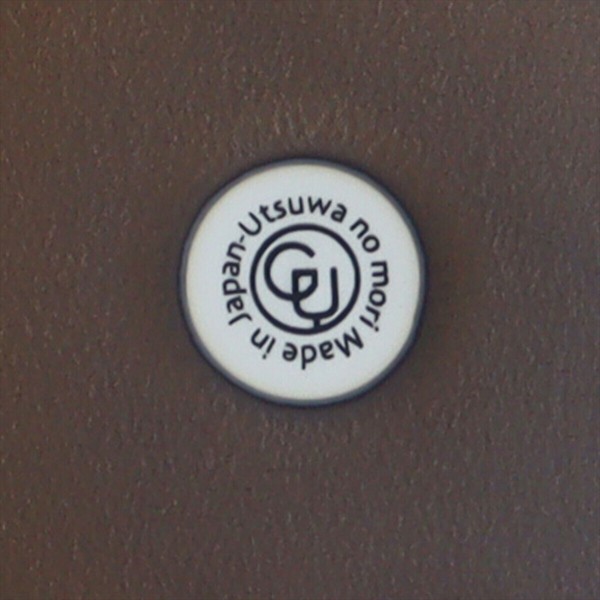 Utsuwa no mori Made in Japan-